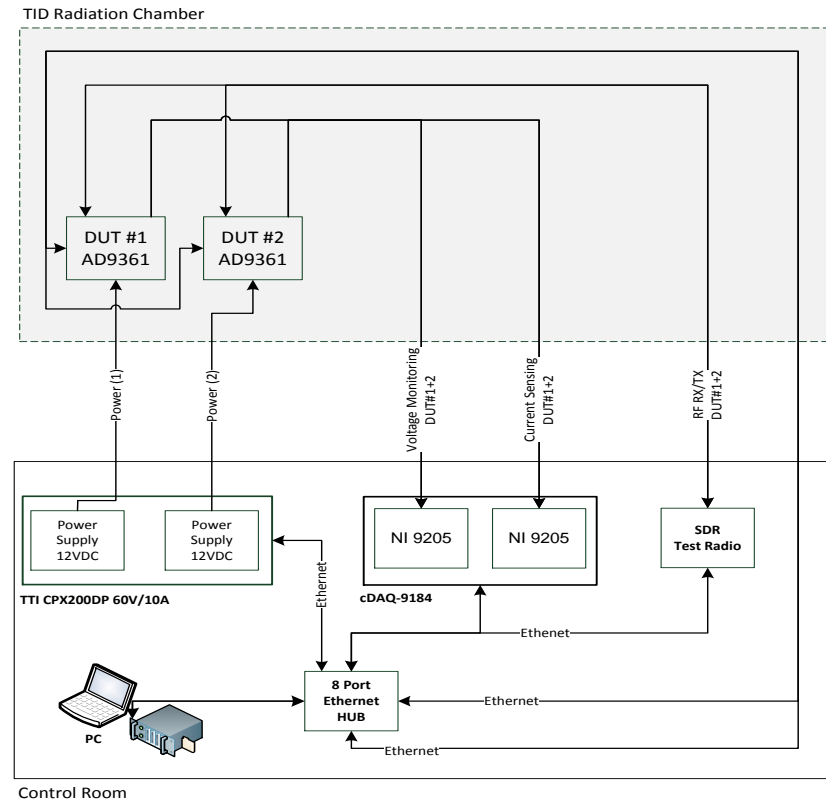 TID Radiation Chamber
DUT #1
AD9361
DUT #2
AD9361
Power (1)
Power (2)
Voltage Monitoring
DUT#1+2
Current Sensing
DUT#1+2
RF RX/TX
DUT#1+2
Power
Supply
12VDC
Power
Supply
12VDC
TTI CPX200DP 60V/10A
Ethernet
NI 9205
NI 9205
cDAQ-9184
SDR
Test Radio
Ethenet
8 Port
Ethernet
HUB
Ethernet
Ethernet
PC
Control Room